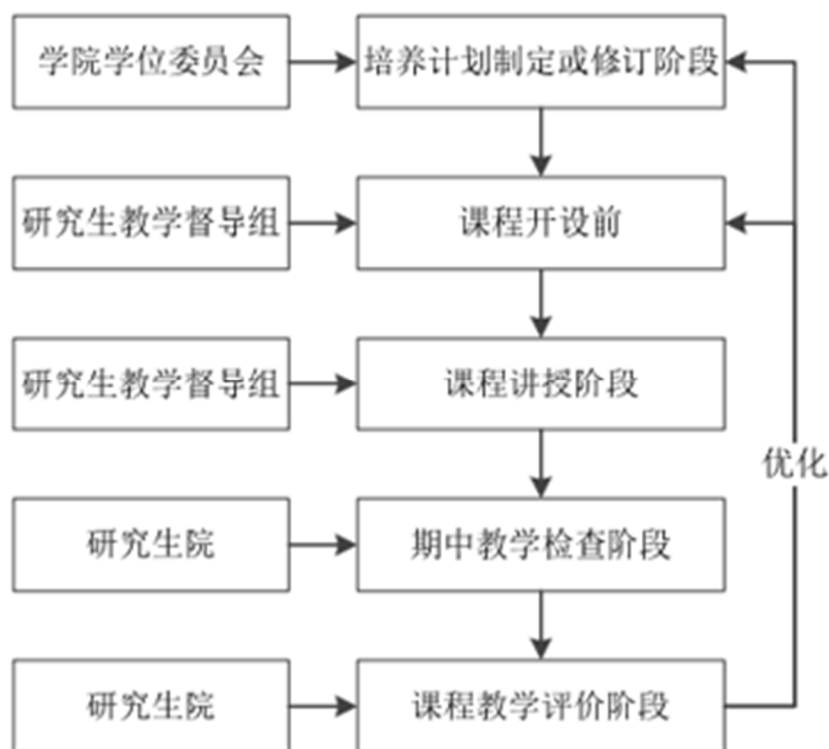 学院学位委员会
培养计划制定或修订阶段
研究生教学督导组
课程开设前
研究生教学督导组
课程讲授阶段
优化
研究生院
期中教学检查阶段
研究生院
课程教学评价阶段